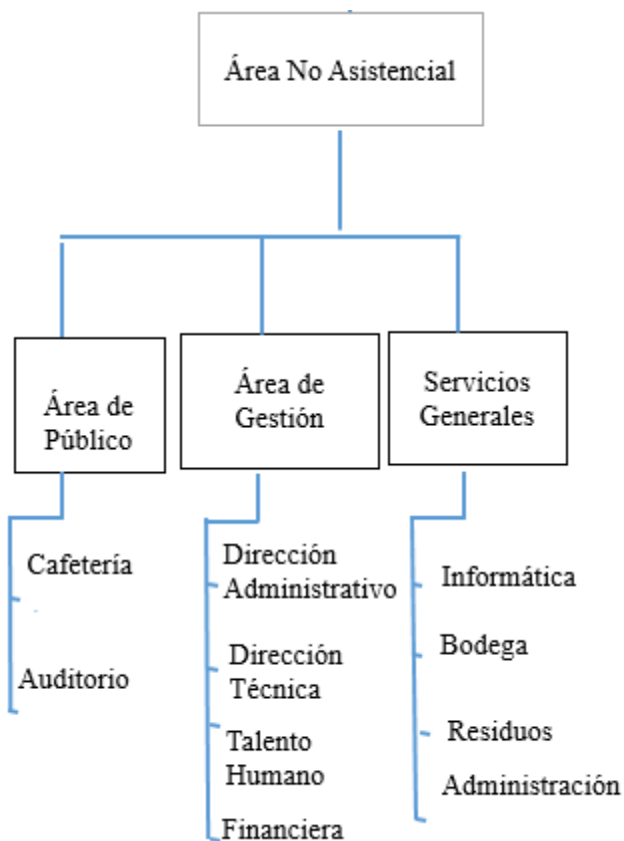 Área No Asistencial
Área de
Público
Área de
Gestión
Servicios
Generales
Cafetería
Auditorio
Dirección
Administrativo
Dirección
Técnica
Talento
Humano
Financiera
Informática
Bodega
Residuos
Administración